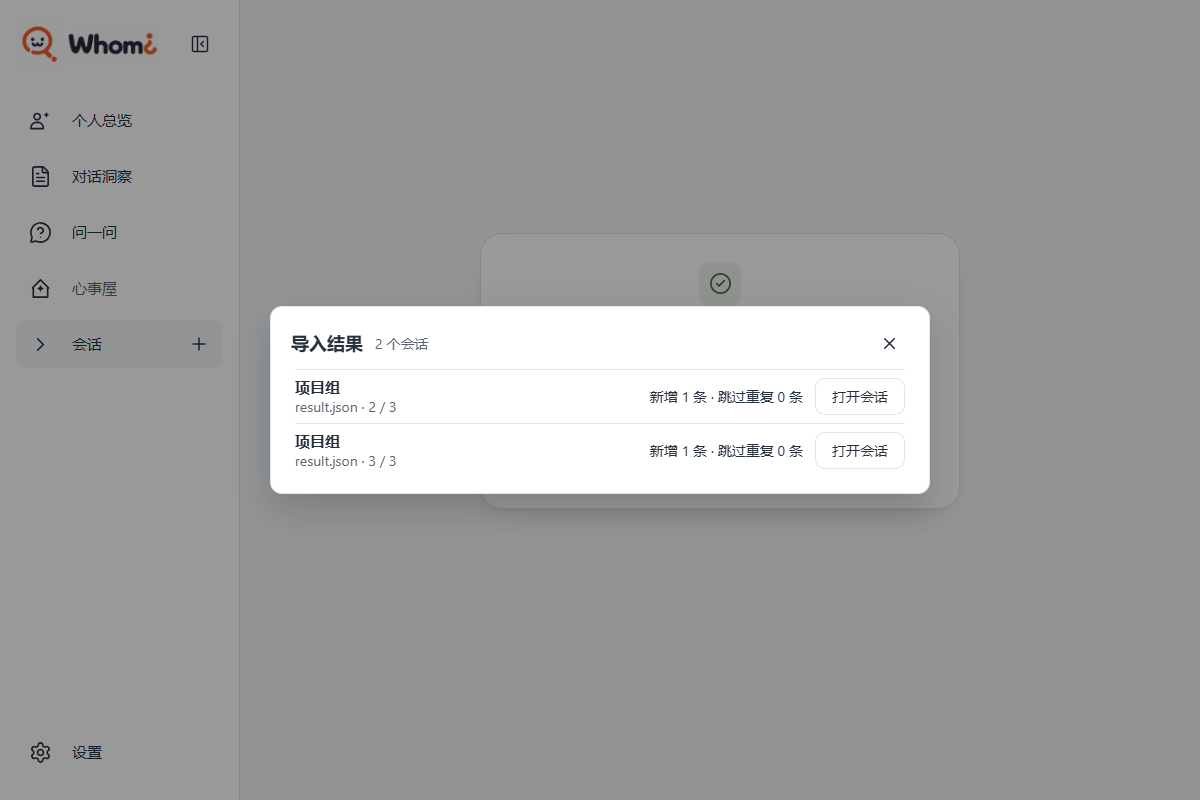 Whomi
个人总览
对话洞察
问一问
心事屋
会话
导入结果 2 个会话
项目组
result.json · 2 / 3
新增 1 条 · 跳过重复 0 条 打开会话
项目组
result.json · 3 / 3
新增 1 条 · 跳过重复 0 条 打开会话
设置